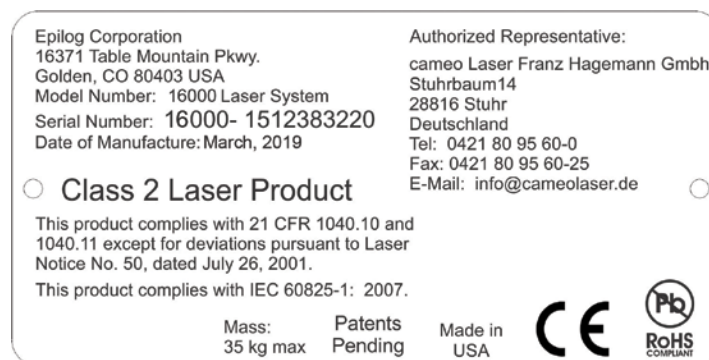 Epilog Corporation
16371 Table Mountain Pkwy.
Golden, CO 80403 USA
Model Number: 16000 Laser System
Serial Number: 16000- 1512383220
Date of Manufacture: March, 2019
Authorized Representative:
cameo Laser Franz Hagemann GmbH
Stuhrbaum14
28816 Stuhr
Deutschland
Tel: 0421 80 95 60-0
Fax: 0421 80 95 60-25
E-Mail: info@cameolaser.de
Class 2 Laser Product
This product complies with 21 CFR 1040.10 and
1040.11 except for deviations pursuant to Laser
Notice No. 50, dated July 26, 2001.
This product complies with IEC 60825-1: 2007.
Mass:
35 kg max
Patents
Pending
Made in
USA
CE
Pb
RoHS
COMPLIANT